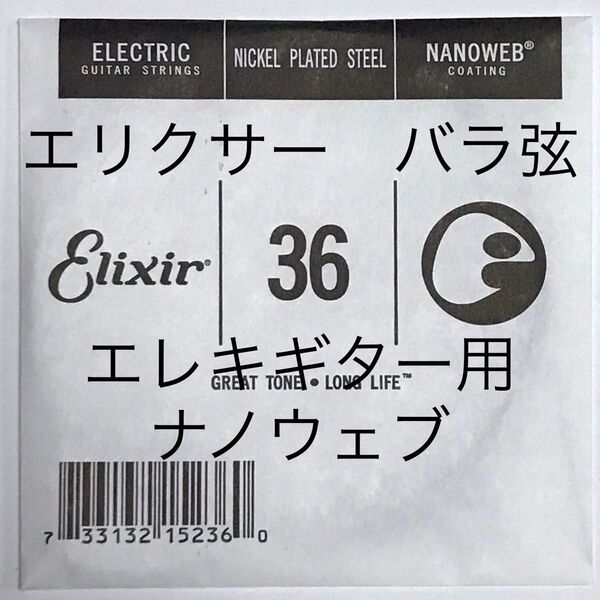 ELECTRIC
GUITAR STRINGS
NICKEL PLATED STEEL
NANOWEB®
COATING
エリクサー バラ弦
Elixir®
36
エレキギター用
GREAT TONE • LONG LIFE™
ナノウェブ
7 33132 15236 0